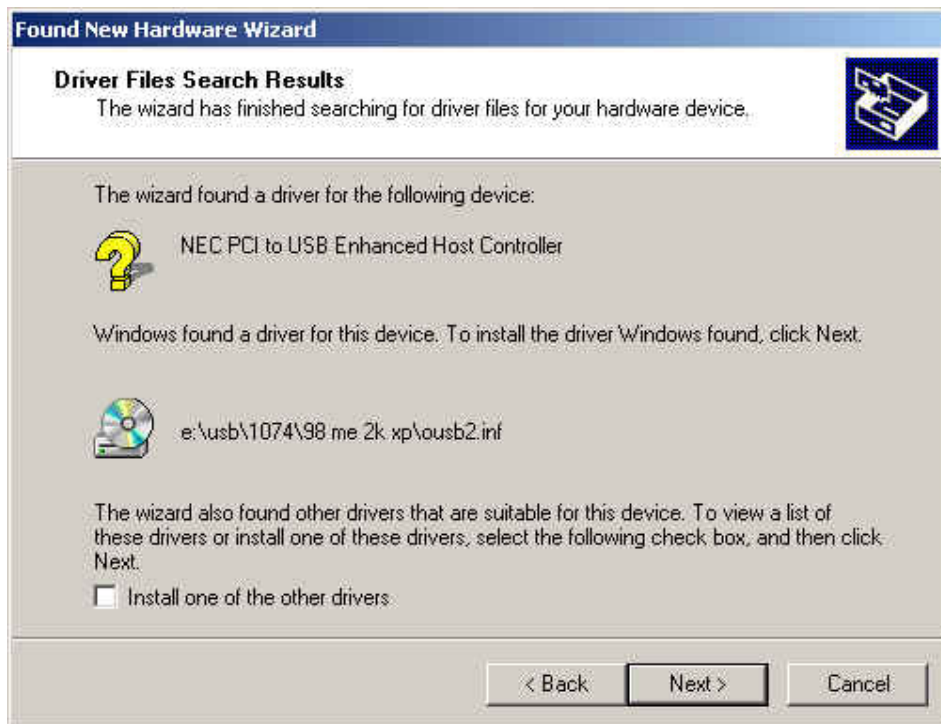 Found New Hardware Wizard
Driver Files Search Results
The wizard has finished searching for driver files for your hardware device.
The wizard found a driver for the following device:
NEC PCI to USB Enhanced Host Controller
Windows found a driver for this device. To install the driver Windows found, click Next.
e:\usb\1074\98 me 2k xp\ousb2.inf
The wizard also found other drivers that are suitable for this device. To view a list of
these drivers or install one of these drivers, select the following check box, and then click
Next.
Install one of the other drivers
< Back
Next >
Cancel